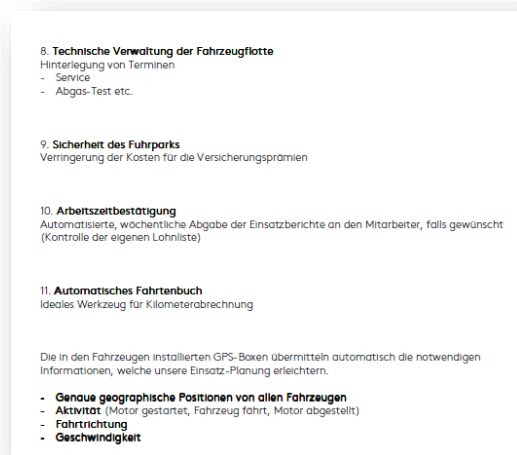 8. Technische Verwaltung der Fahrzeugflotte
Hinterlegung von Terminen
- Service
- Abgas-Test etc.
9. Sicherheit des Fuhrparks
Verringerung der Kosten für die Versicherungsprämien
10. Arbeitszeitbestätigung
Automatisierte, wöchentliche Abgabe der Einsatzberichte an den Mitarbeiter, falls gewünscht
(Kontrolle der eigenen Lohnliste)
11. Automatisches Fahrtenbuch
Ideales Werkzeug für Kilometerabrechnung
Die in den Fahrzeugen installierten GPS-Boxen übermitteln automatisch die notwendigen
Informationen, welche unsere Einsatz-Planung erleichtern.
- Genaue geographische Positionen von allen Fahrzeugen
- Aktivität (Motor gestartet, Fahrzeug fährt, Motor abgestellt)
- Fahrtrichtung
- Geschwindigkeit